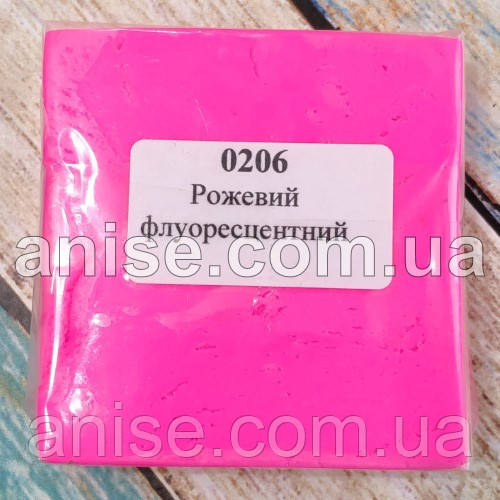 0206
Рожевий
флуоресцентний
anise.com.ua
anise.com.ua